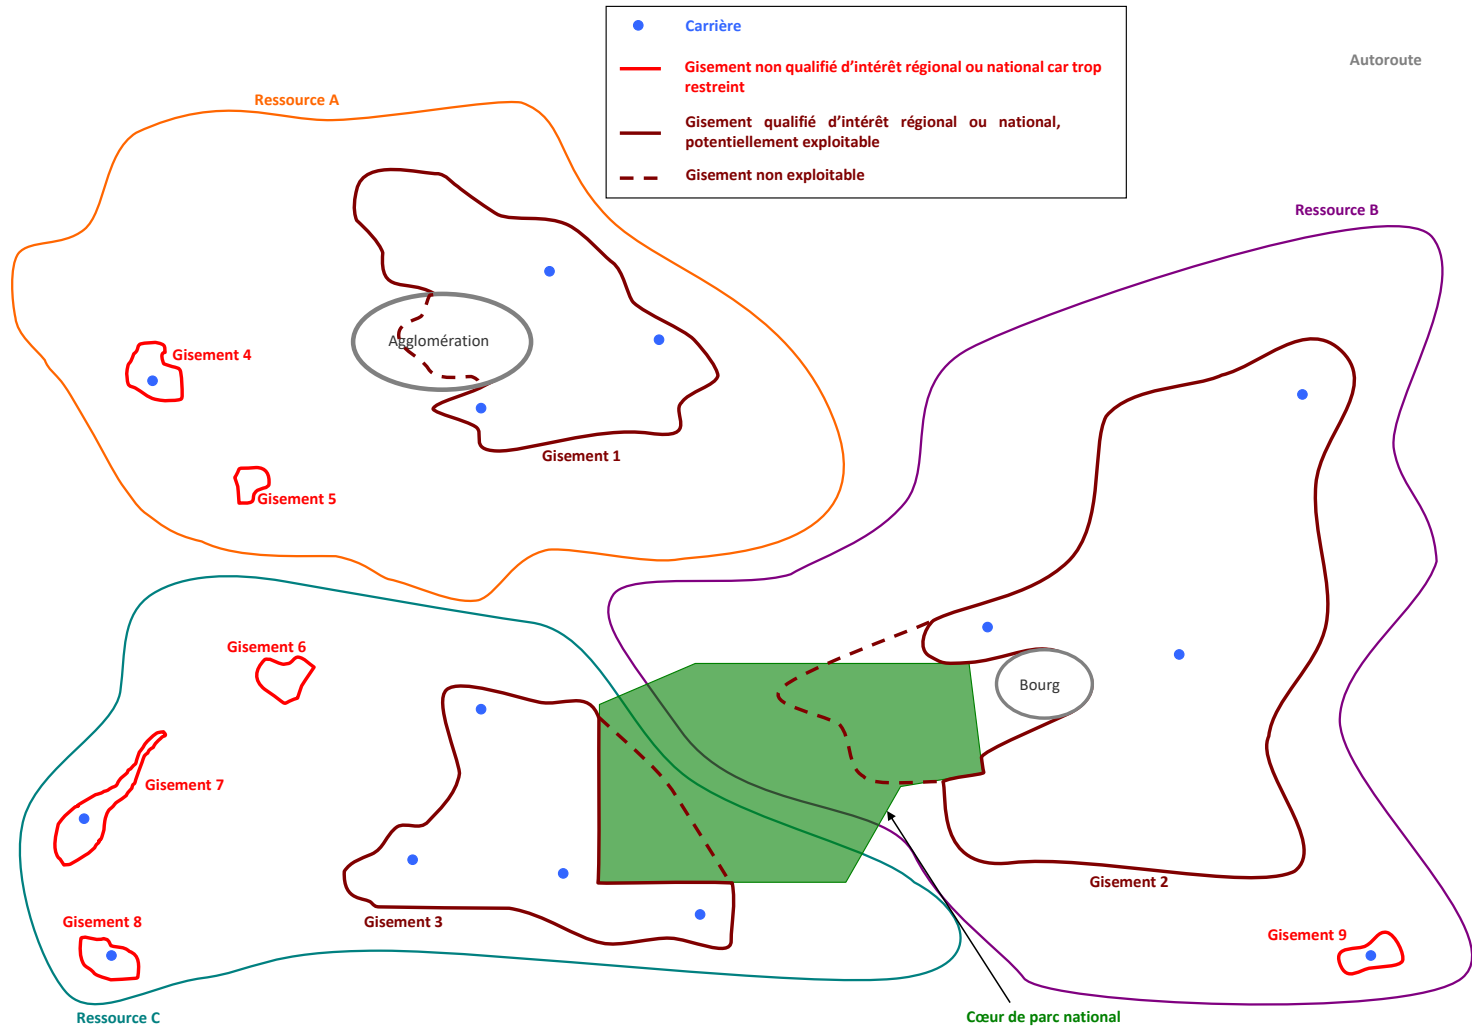 Carrière
Gisement non qualifié d'intérêt régional ou national car trop
restreint
Gisement qualifié d'intérêt régional ou national,
potentiellement exploitable
Gisement non exploitable
Autoroute
Ressource A
Ressource B
Agglomération
Gisement 4
Gisement 1
Gisement 5
Gisement 6
Bourg
Gisement 7
Gisement 2
Gisement 3
Gisement 8
Gisement 9
Ressource C
Cœur de parc national